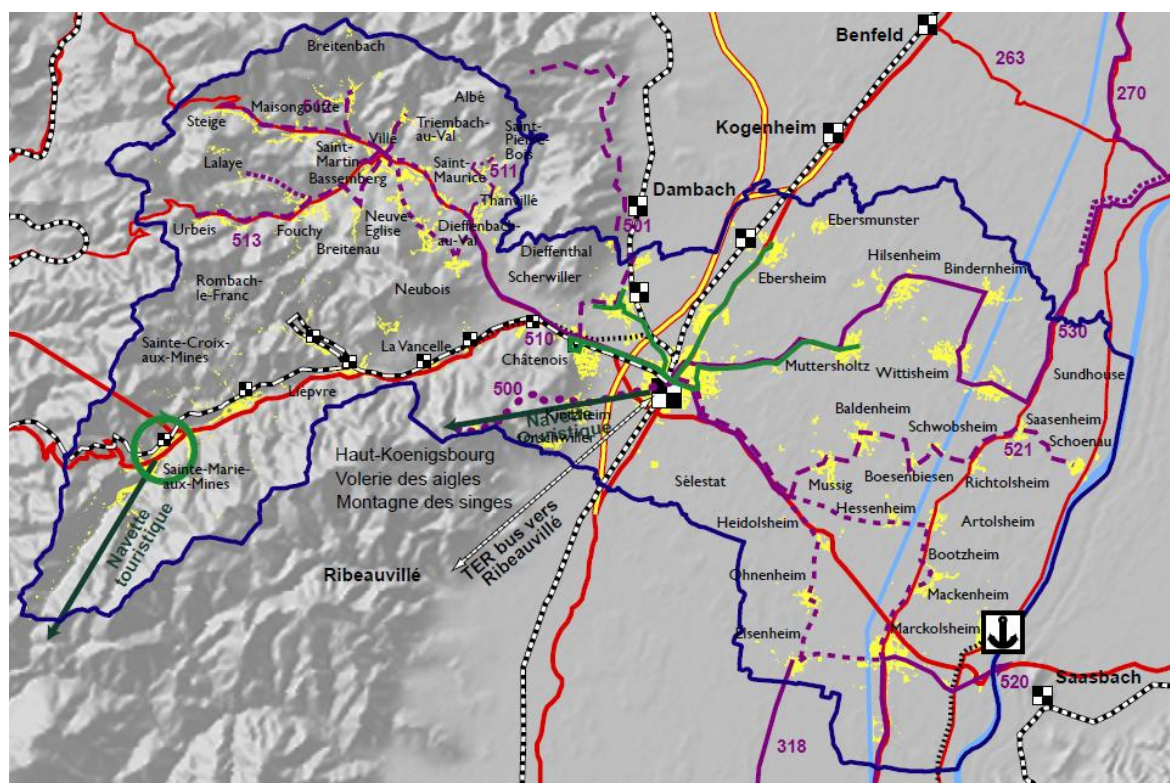 Benfeld
263
270
Breitenbach
Albé
Maisongoutte
512
Steige
Triembach-
au-Val
Ville
Saint-
Pierre-
Bois
Kogenheim
Lalaye
Saint-
Martin
Bassemberg
Saint-
Maurice
511
Thanvillé
Dambach
Urbeis
513
Fouchy
Breitenau
Neuve-
Eglise
Dieffenbach-
au-Val
501
Ebersmunster
Dieffenthal
Scherwiller
Ebersheim
Hilsenheim
Bindernheim
Rombach-
le-Franc
Neubois
530
Sainte-Croix-
aux-Mines
La Vancelle
510
Châtenois
Muttersholtz
Wittisheim
Sundhouse
Lièpvre
500
Kintzheim
Navette
touristique
Orschwiller
Baldenheim
Schwobsheim
Saasenheim
Schoenau
521
Haut-Koenigsbourg
Volerie des aigles
Montagne des singes
Sainte-Marie-
aux-Mines
Sèlestat
Mussig
Boesenbiesen
Richtolsheim
Hessenheim
Heidolsheim
Artolsheim
Navette
touristique
TER bus vers
Ribeauvillé
Ribeauvillé
Bootzheim
Ohnenheim
Mackenheim
Elsenheim
Marckolsheim
520
Saasbach
318